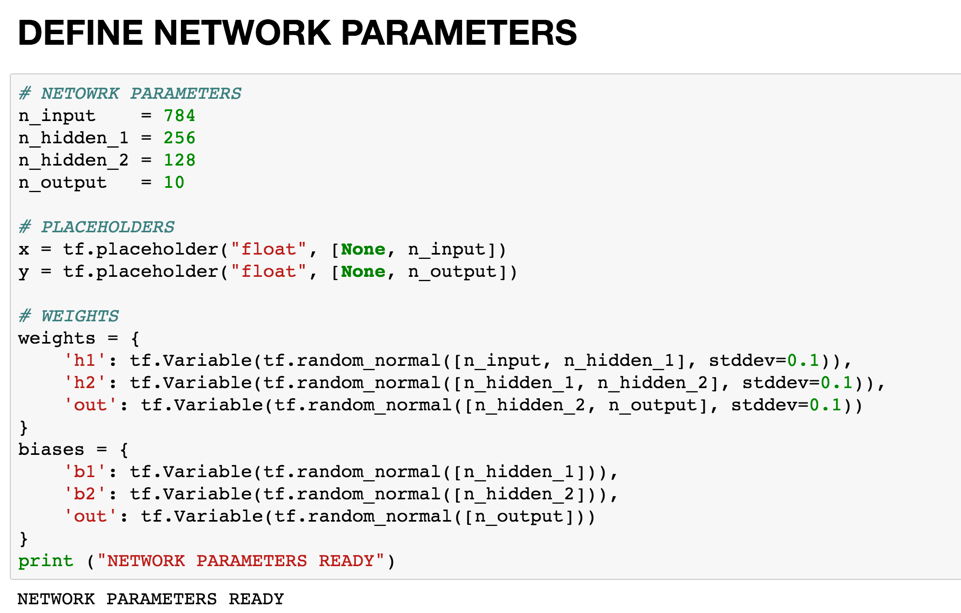 DEFINE NETWORK PARAMETERS
# NETOWRK PARAMETERS
n_input    = 784
n_hidden_1 = 256
n_hidden_2 = 128
n_output   = 10
# PLACEHOLDERS
x = tf.placeholder("float", [None, n_input])
y = tf.placeholder("float", [None, n_output])
# WEIGHTS
weights = {
    'h1': tf.Variable(tf.random_normal([n_input, n_hidden_1], stddev=0.1)),
    'h2': tf.Variable(tf.random_normal([n_hidden_1, n_hidden_2], stddev=0.1)),
    'out': tf.Variable(tf.random_normal([n_hidden_2, n_output], stddev=0.1))
}
biases = {
    'b1': tf.Variable(tf.random_normal([n_hidden_1])),
    'b2': tf.Variable(tf.random_normal([n_hidden_2])),
    'out': tf.Variable(tf.random_normal([n_output]))
}
print ("NETWORK PARAMETERS READY")
NETWORK PARAMETERS READY